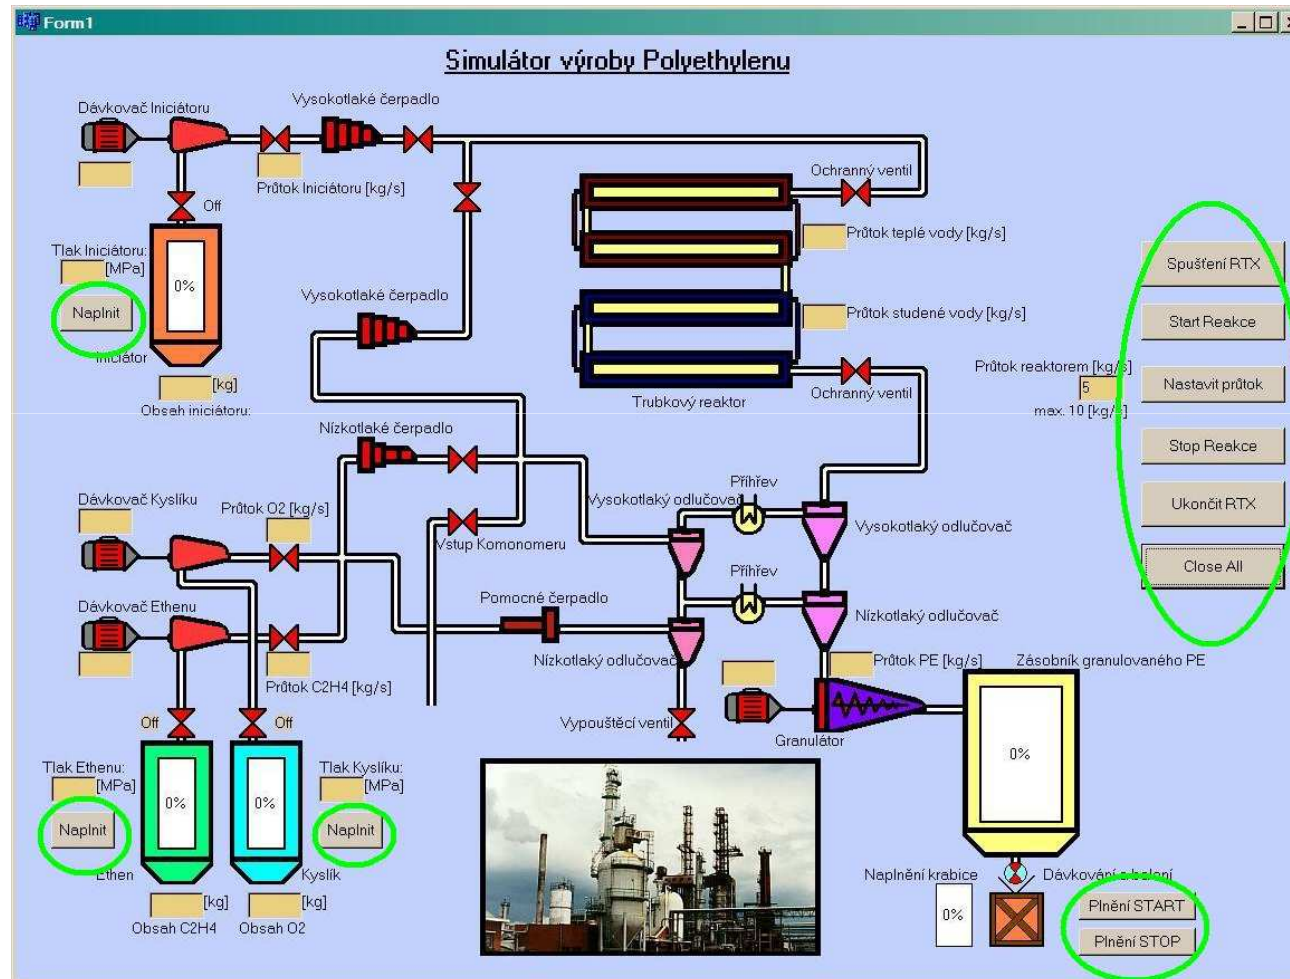 Form1
Simulátor výroby Polyethylenu
Dávkovač Iniciátoru
Vysokotlaké čerpadlo
Průtok Iniciátoru [kg/s]
Off
Tlak Iniciátoru:
[MPa]
0%
Naplnit
Iniciátor
[kg]
Obsah iniciátoru:
Vysokotlaké čerpadlo
Ochranný ventil
Průtok teplé vody [kg/s]
Průtok studené vody [kg/s]
Ochranný ventil
Trubkový reaktor
Spuštění RTX
Start Reakce
Průtok reaktorem [kg/s]
5
max. 10 [kg/s]
Nastavit průtok
Stop Reakce
Ukončit RTX
Close All
Nízkotlaké čerpadlo
Dávkovač Kyslíku
Průtok O2 [kg/s]
Vstup Komonomeru
Vysokotlaký odlučovač
Příhřev
Vysokotlaký odlučovač
Dávkovač Ethenu
Pomocné čerpadlo
Příhřev
Nízkotlaký odlučovač
Nízkotlaký odlučovač
Průtok C2H4 [kg/s]
Průtok PE [kg/s]
Zásobník granulovaného PE
Off
Off
Vypouštěcí ventil
Granulátor
Tlak Ethenu:
[MPa]
Naplnit
0%
0%
Tlak Kyslíku:
[MPa]
Naplnit
0%
Ethen
Kyslík
[kg]
[kg]
Obsah C2H4
Obsah O2
Naplnění krabice
0%
Dávkování a balení
Plnění START
Plnění STOP